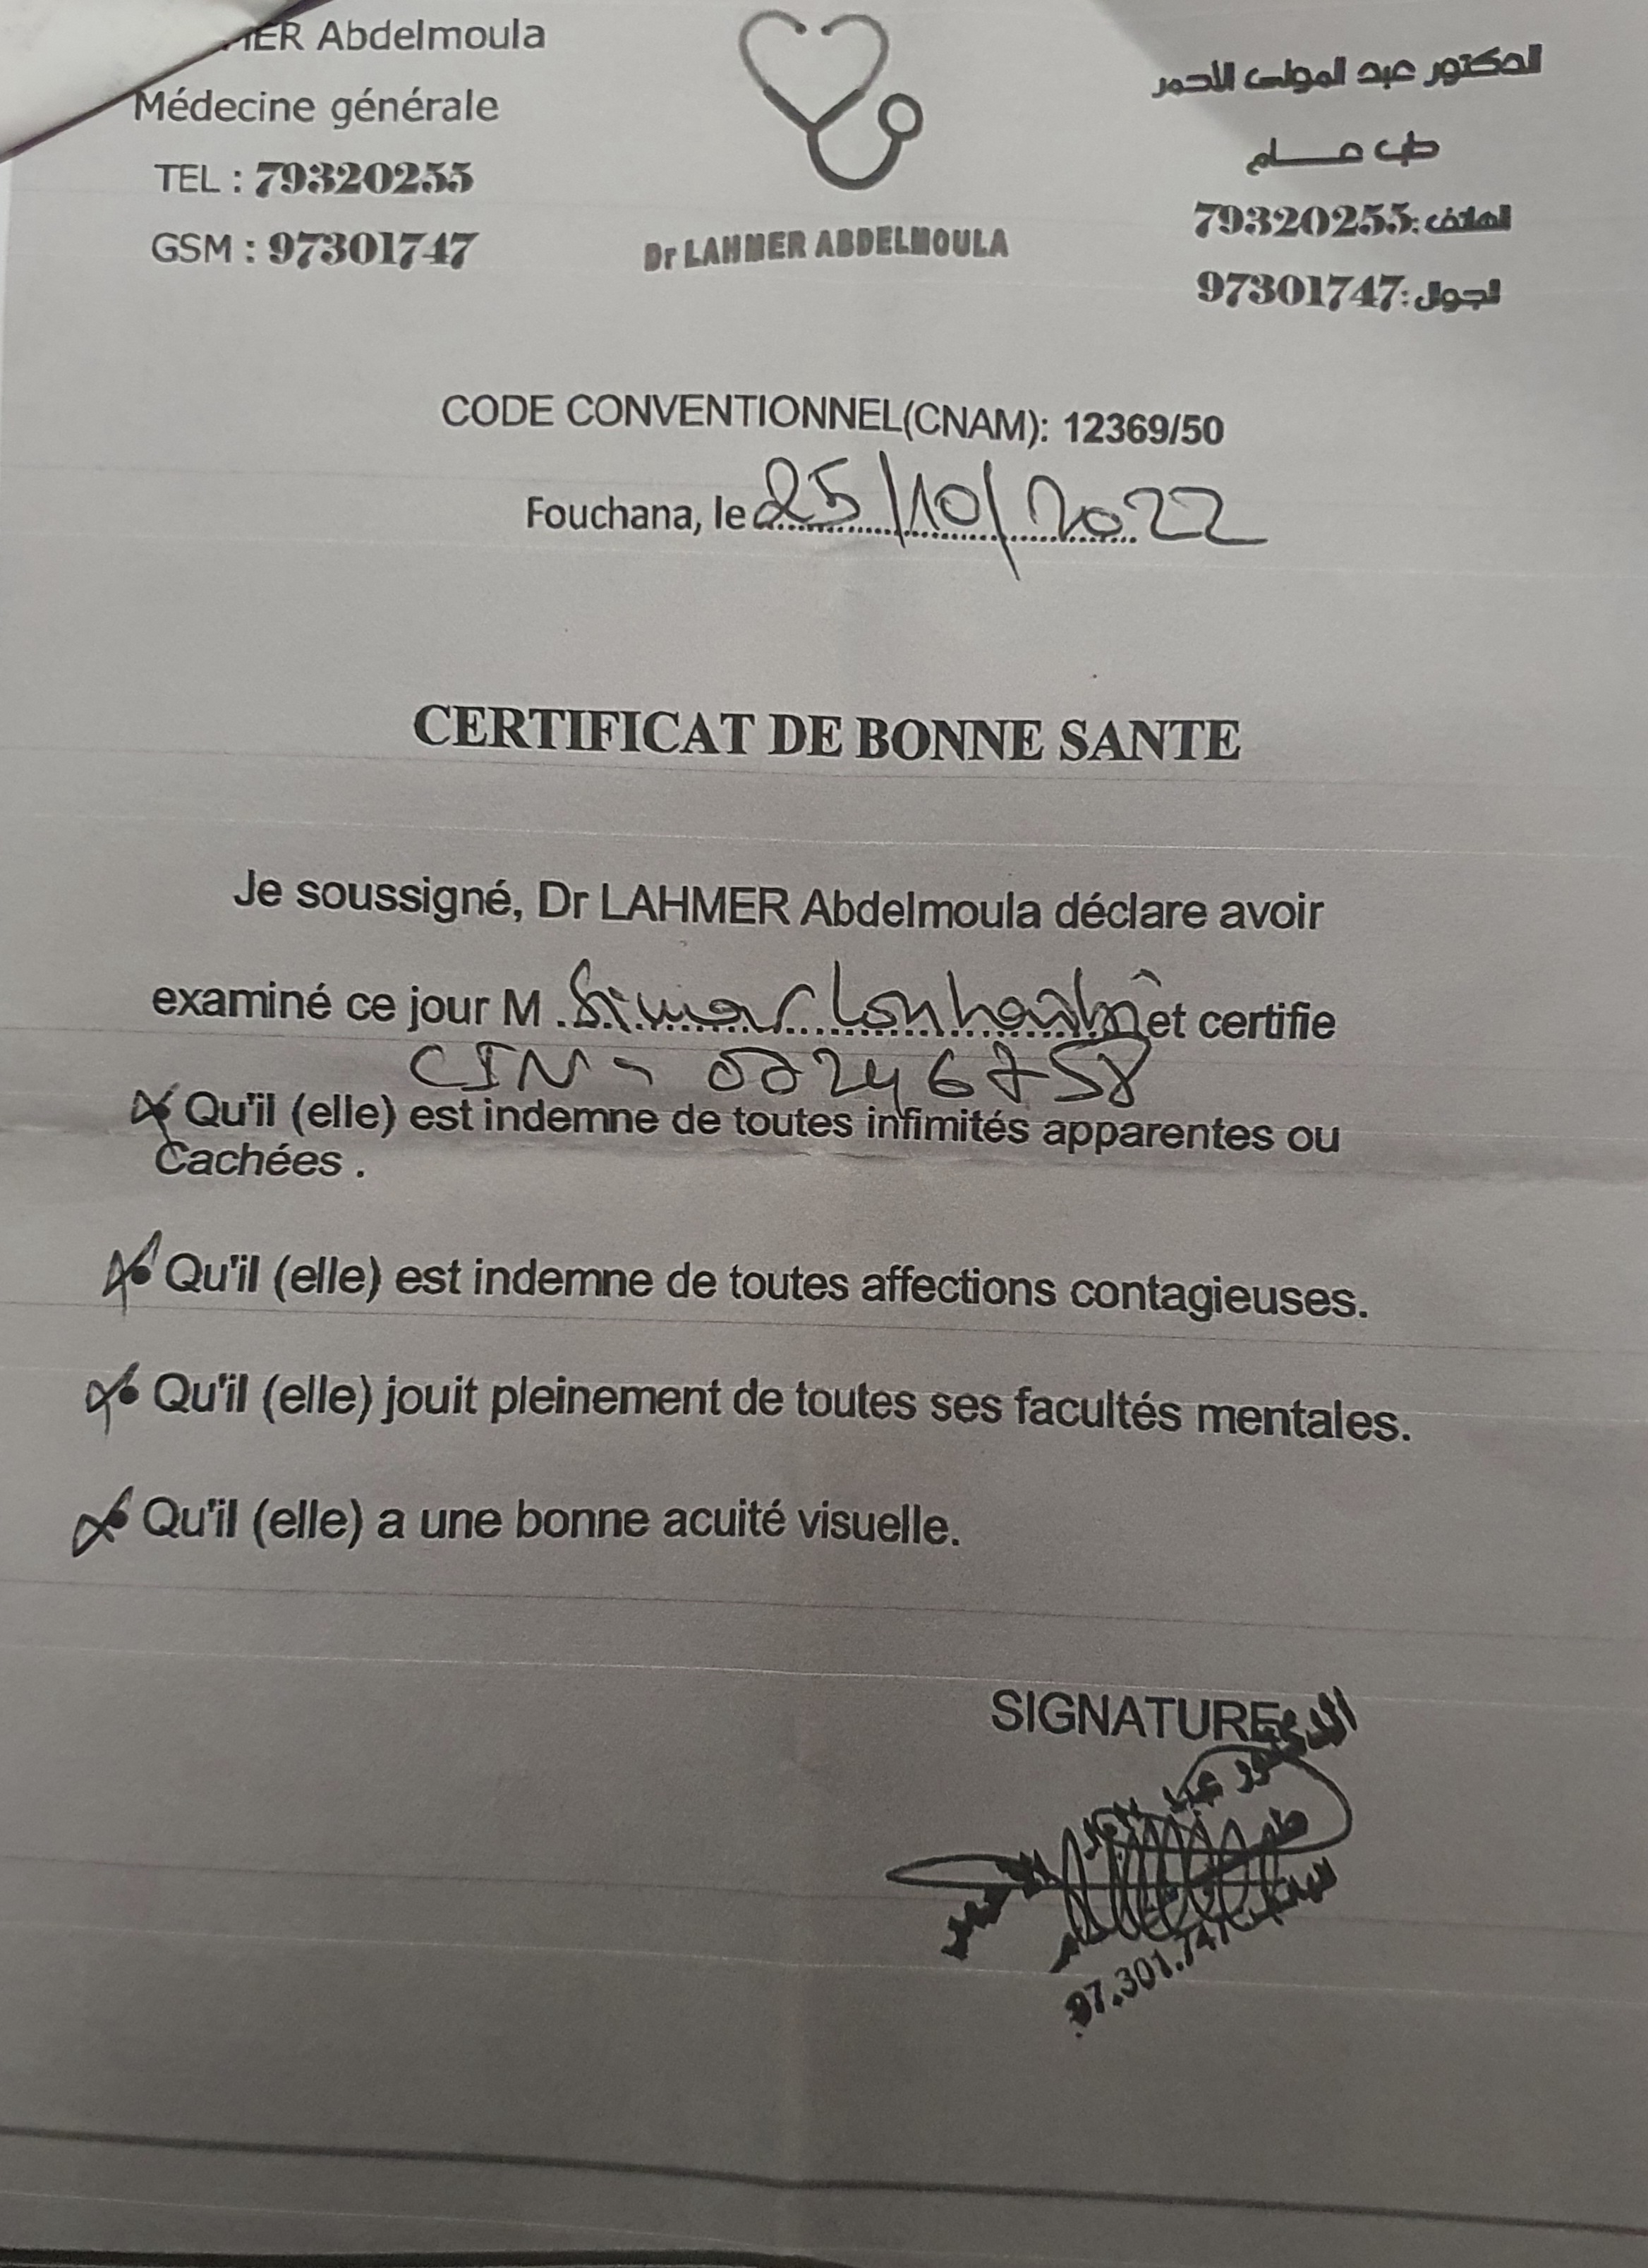 Abdelmoula
Médecine générale
TEL : 79320255
GSM : 97301747
Dr LAHMER ABDELMOULA
الدكتور عبد المولى الأحمر
طب عــام
الهاتف:79320255
لجوال:97301747
CODE CONVENTIONNEL(CNAM): 12369/50
Fouchana, le 25/10/2022
CERTIFICAT DE BONNE SANTE
Je soussigné, Dr LAHMER Abdelmoula déclare avoir
examiné ce jour M. et certifie
CIN
Qu'il (elle) est indemne de toutes infimités apparentes ou
Cachées .
Qu'il (elle) est indemne de toutes affections contagieuses.
Qu'il (elle) jouit pleinement de toutes ses facultés mentales.
Qu'il (elle) a une bonne acuité visuelle.
SIGNATURE
97.301.747